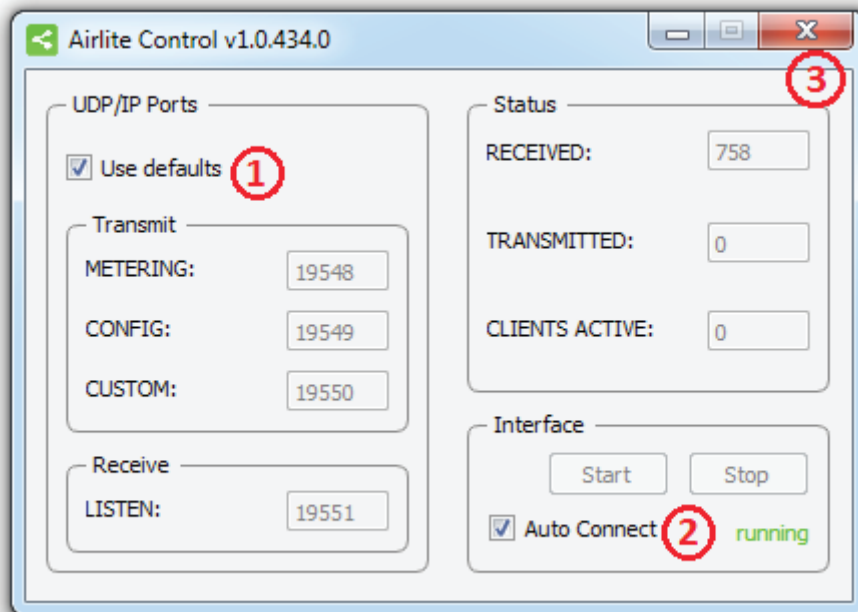 Airlite Control v1.0.434.0
3
UDP/IP Ports
Use defaults 1
Transmit
METERING: 19548
CONFIG: 19549
CUSTOM: 19550
Receive
LISTEN: 19551
Status
RECEIVED: 758
TRANSMITTED: 0
CLIENTS ACTIVE: 0
Interface
Start Stop
Auto Connect 2 running